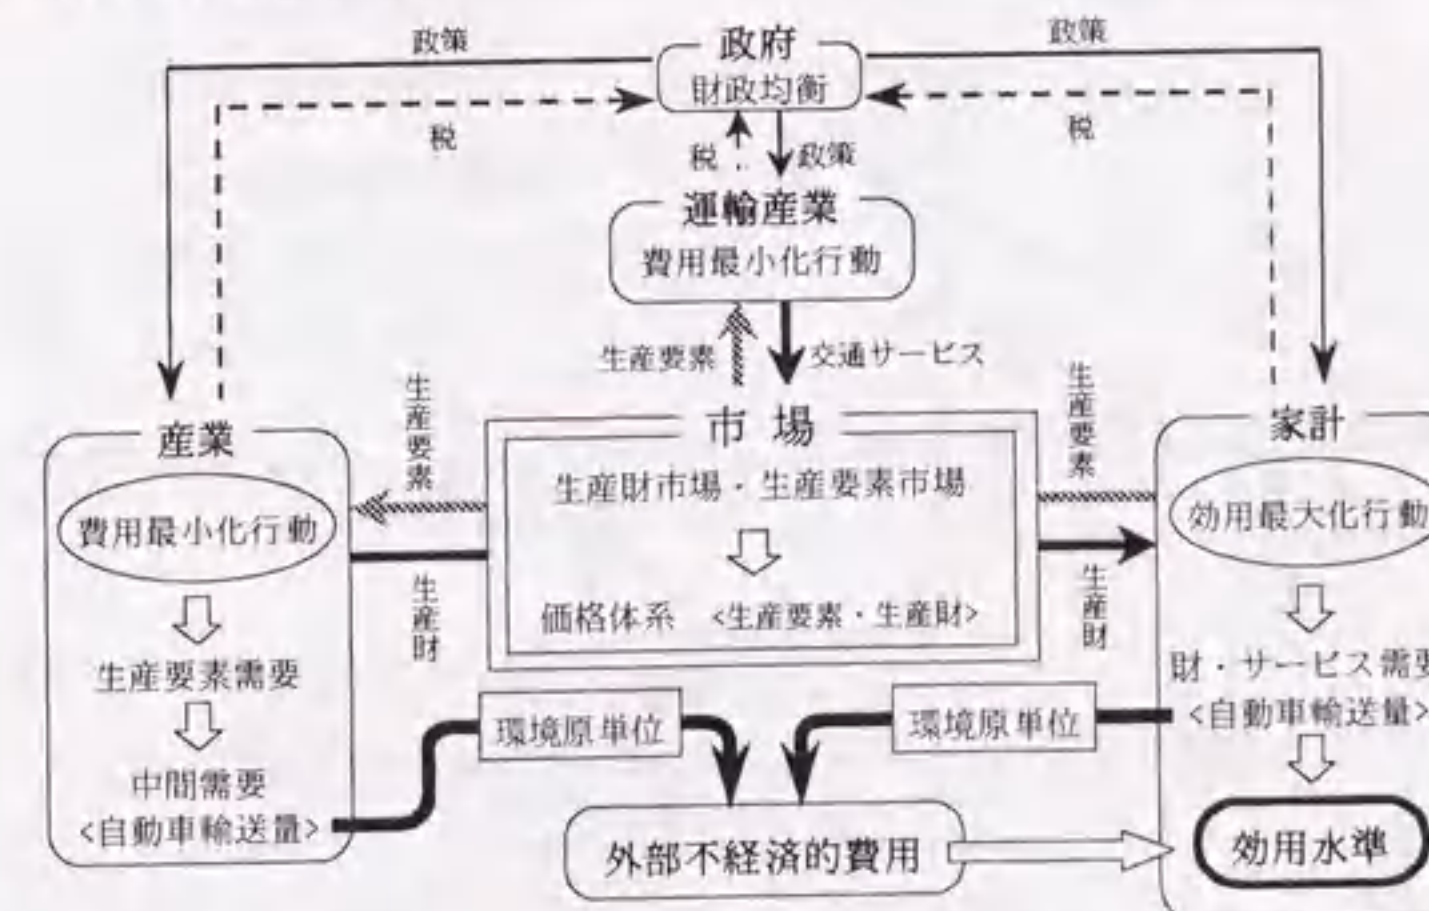 政策
政府
政策
財政均衡
税
税
税
政策
運輸産業
費用最小化行動
生産要素
交通サービス
生産要素
生産要素
産業
市場
家計
費用最小化行動
生産財市場・生産要素市場
効用最大化行動
生産財
価格体系 <生産要素・生産財>
生産財
生産要素需要
財・サービス需要
環境原単位
環境原単位
<自動車輸送量>
中間需要
<自動車輸送量>
外部不経済的費用
効用水準